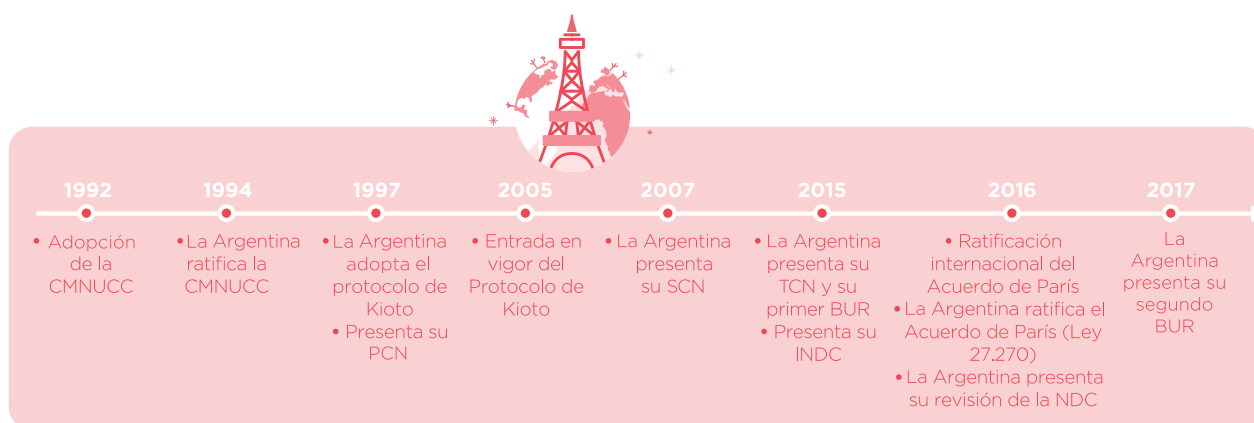 1992
• Adopción
de la
CMNUCC
1994
• La Argentina
ratifica la
CMNUCC
1997
• La Argentina
adopta el
protocolo de
Kioto
• Presenta su
PCN
2005
• Entrada en
vigor del
Protocolo de
Kioto
2007
• La Argentina
presenta
su SCN
2015
• La Argentina
presenta su
TCN y su
primer BUR
• Presenta su
INDC
2016
• Ratificación
internacional del
Acuerdo de París
• La Argentina ratifica el
Acuerdo de París (Ley
27.270)
• La Argentina presenta
su revisión de la NDC
2017
La
Argentina
presenta su
segundo
BUR